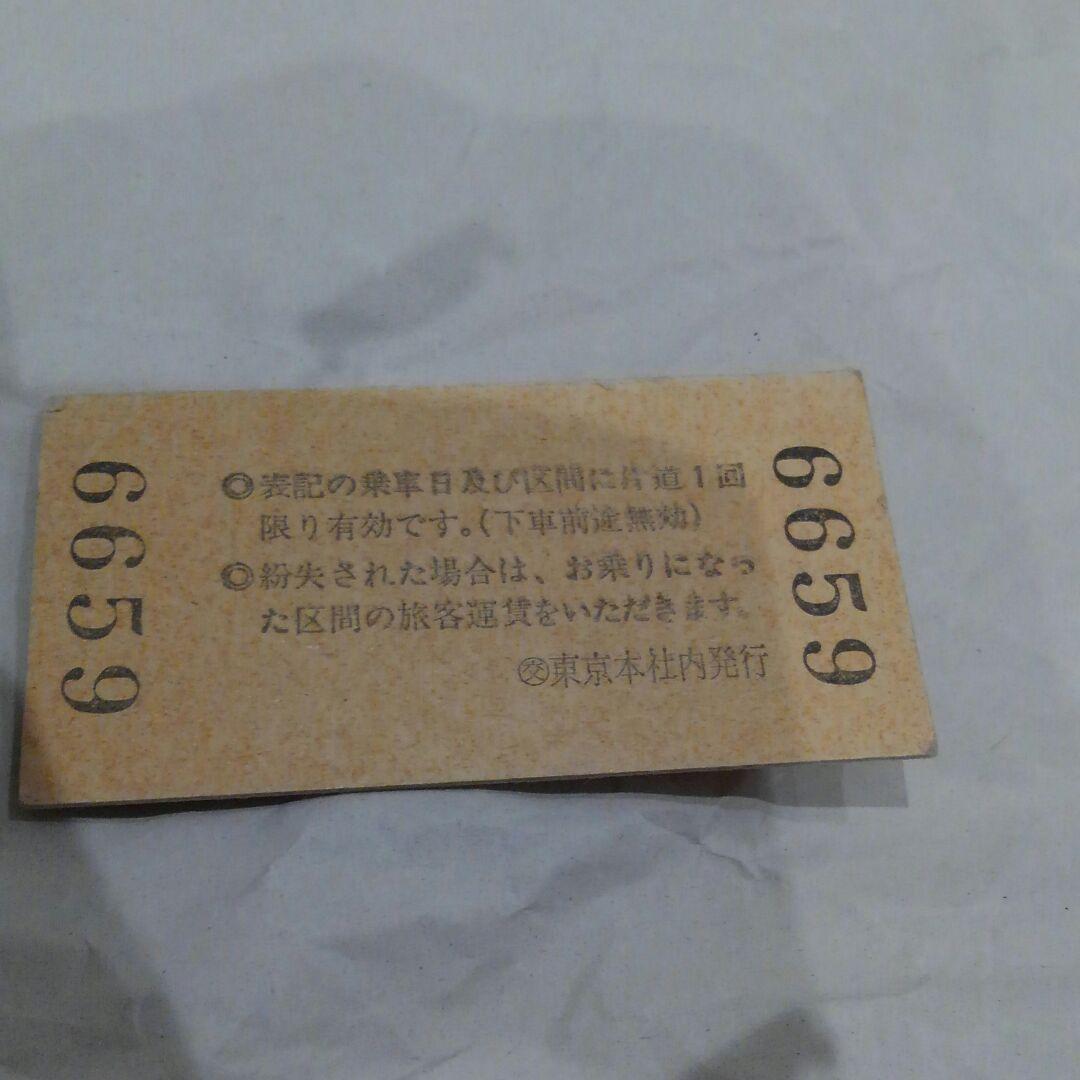 6659
◎表記の乗車日及び区間に片道1回
限り有効です。(下車前途無効)
◎紛失された場合は、お乗りになっ
た区間の旅客運賃をいただきます。
㋛東京本社内発行
6659